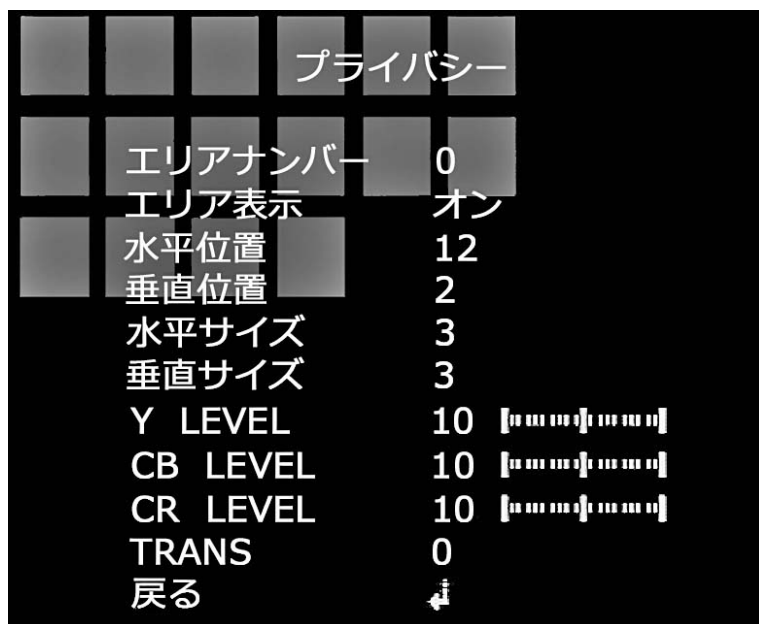 プライバシー
エリアナンバー 0
エリア表示 オン
水平位置 12
垂直位置 2
水平サイズ 3
垂直サイズ 3
Y LEVEL 10
CB LEVEL 10
CR LEVEL 10
TRANS 0
戻る ↲